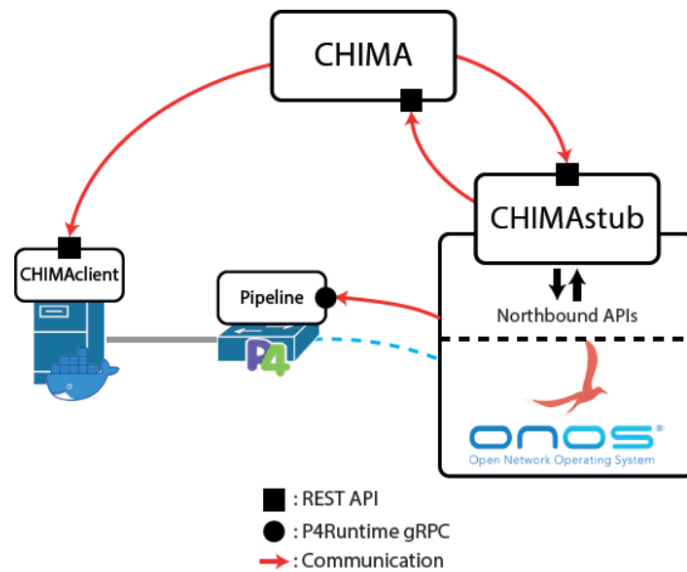 CHIMA
CHIMAstub
CHIMAclient
Pipeline
Northbound APIs
P4
onos®
Open Network Operating System
: REST API
: P4Runtime gRPC
: Communication